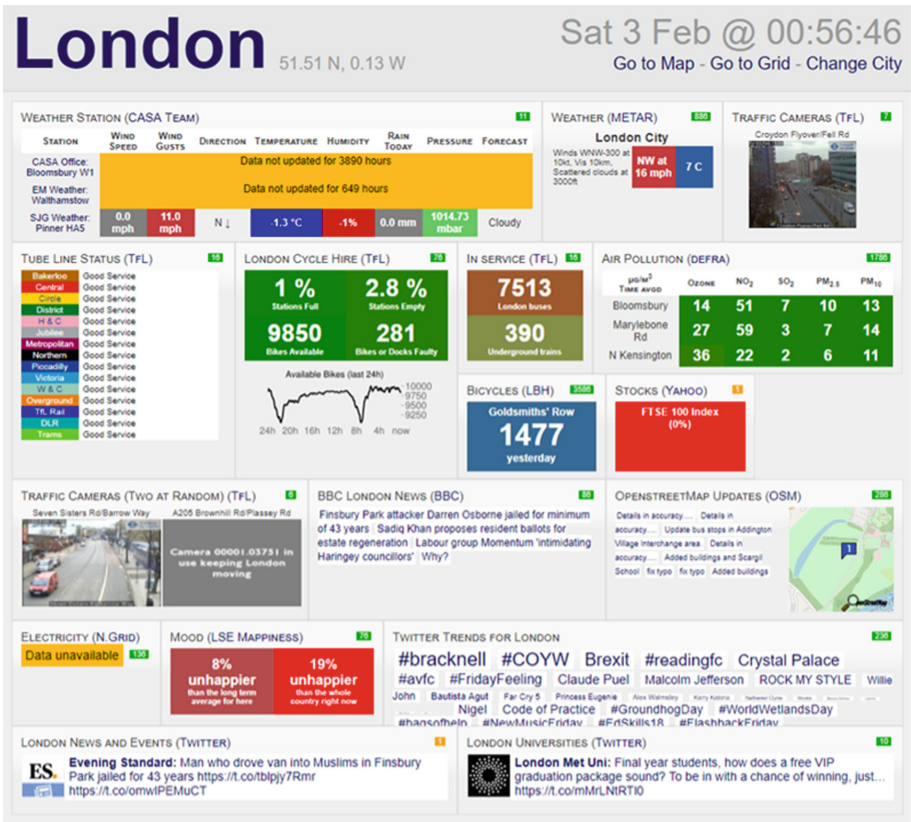 London 51.51 N, 0.13 W
Sat 3 Feb @ 00:56:46
Go to Map - Go to Grid - Change City
WEATHER STATION (CASA TEAM) 11
STATION WIND SPEED WIND GUSTS DIRECTION TEMPERATURE HUMIDITY RAIN TODAY PRESSURE FORECAST
CASA Office: Bloomsbury W1 Data not updated for 3890 hours
EM Weather: Walthamstow Data not updated for 649 hours
SJG Weather: Pinner HA5 0.0 mph 11.0 mph N ↓ -1.3 °C -1% 0.0 mm 1014.73 mbar Cloudy
WEATHER (METAR) 886
London City
Winds WNW-300 at
10kt, Vis 10km,
Scattered clouds at
3000ft
NW at
16 mph
7 C
TRAFFIC CAMERAS (TFL) 7
Croydon Flyover/Fell Rd
TUBE LINE STATUS (TFL) 16
Bakerloo Good Service
Central Good Service
Circle Good Service
District Good Service
H & C Good Service
Jubilee Good Service
Metropolitan Good Service
Northern Good Service
Piccadilly Good Service
Victoria Good Service
W & C Good Service
Overground Good Service
TfL Rail Good Service
DLR Good Service
Trams Good Service
LONDON CYCLE HIRE (TFL) 76
1 % 2.8 %
Stations Full Stations Empty
9850 281
Bikes Available Bikes or Docks Faulty
Available Bikes (last 24h)
10000
9750
9500
9250
24h 20h 16h 12h 8h 4h now
IN SERVICE (TFL) 16
7513
London buses
390
Underground trains
AIR POLLUTION (DEFRA) 1786
µg/m³ TIME AVGD OZONE NO2 SO2 PM2.5 PM10
Bloomsbury 14 51 7 10 13
Marylebone Rd 27 59 3 7 14
N Kensington 36 22 2 6 11
BICYCLES (LBH) 3586
Goldsmiths' Row
1477
yesterday
STOCKS (YAHOO) 1
FTSE 100 Index
(0%)
TRAFFIC CAMERAS (TWO AT RANDOM) (TFL) 6
Seven Sisters Rd/Barrow Way A205 Brownhill Rd/Plassey Rd
Camera 00001.03751 in
use keeping London
moving
BBC LONDON NEWS (BBC) 86
Finsbury Park attacker Darren Osborne jailed for minimum
of 43 years Sadiq Khan proposes resident ballots for
estate regeneration Labour group Momentum 'intimidating
Haringey councillors' Why?
OPENSTREETMAP UPDATES (OSM) 286
Details in accuracy.... Details in
accuracy.... Update bus stops in Addington
Village Interchange area. Details in
accuracy.... Added buildings and Scargil
School fix typo fix typo Added buildings
1
OpenStreetMap
ELECTRICITY (N.GRID)
Data unavailable 136
MOOD (LSE MAPPINESS) 76
8%
unhappier
than the long term
average for here
19%
unhappier
than the whole
country right now
TWITTER TRENDS FOR LONDON 236
#bracknell #COYW Brexit #readingfc Crystal Palace
#avfc #FridayFeeling Claude Puel Malcolm Jefferson ROCK MY STYLE Willie
John Bautista Agut Far Cry 5 Princess Eugenie Alex Walmsley Kerry Katona
Nigel Code of Practice #GroundhogDay #WorldWetlandsDay
#bagsofhelp #NewMusicFriday #EdSkills18 #FlashbackFriday
LONDON NEWS AND EVENTS (TWITTER) 1
ES.
Evening Standard: Man who drove van into Muslims in Finsbury
Park jailed for 43 years https://t.co/tblpjy7Rmr
https://t.co/omwlPEMuCT
LONDON UNIVERSITIES (TWITTER) 10
London Met Uni: Final year students, how does a free VIP
graduation package sound? To be in with a chance of winning, just…
https://t.co/mMrLNtRTI0